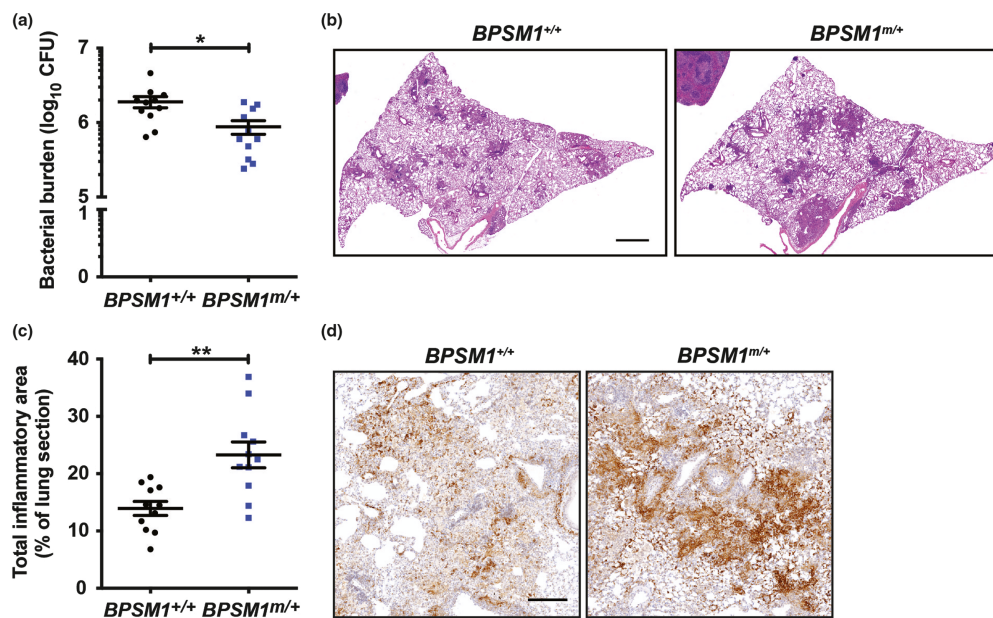 (a)
*
7
6
5
1
0
Bacterial burden (log10 CFU)
BPSM1+/+ BPSM1m/+
(b)
BPSM1+/+ BPSM1m/+
(c)
**
40
30
20
10
0
Total inflammatory area
(% of lung section)
BPSM1+/+ BPSM1m/+
(d)
BPSM1+/+ BPSM1m/+